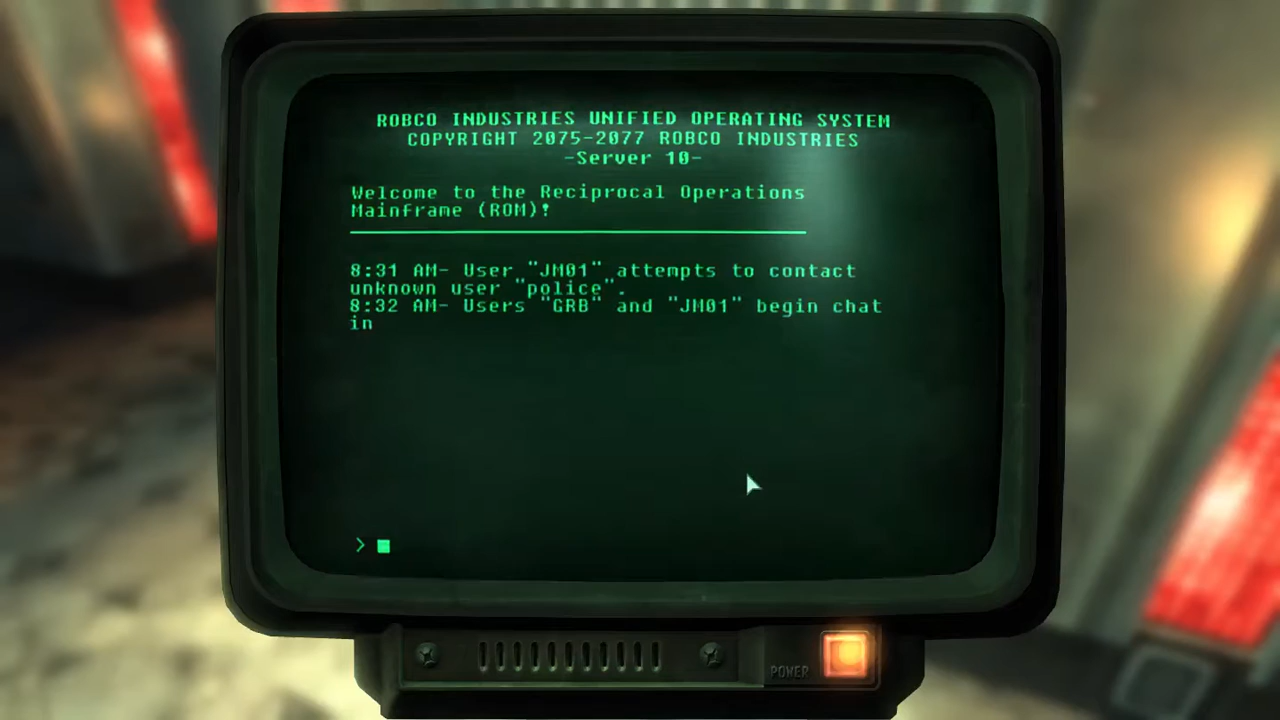 ROBCO INDUSTRIES UNIFIED OPERATING SYSTEM
COPYRIGHT 2075-2077 ROBCO INDUSTRIES
-Server 10-
Welcome to the Reciprocal Operations
Mainframe (ROM)!
8:31 AM- User "JM01" attempts to contact
unknown user "police".
8:32 AM- Users "GRB" and "JM01" begin chat
in
>
POWER